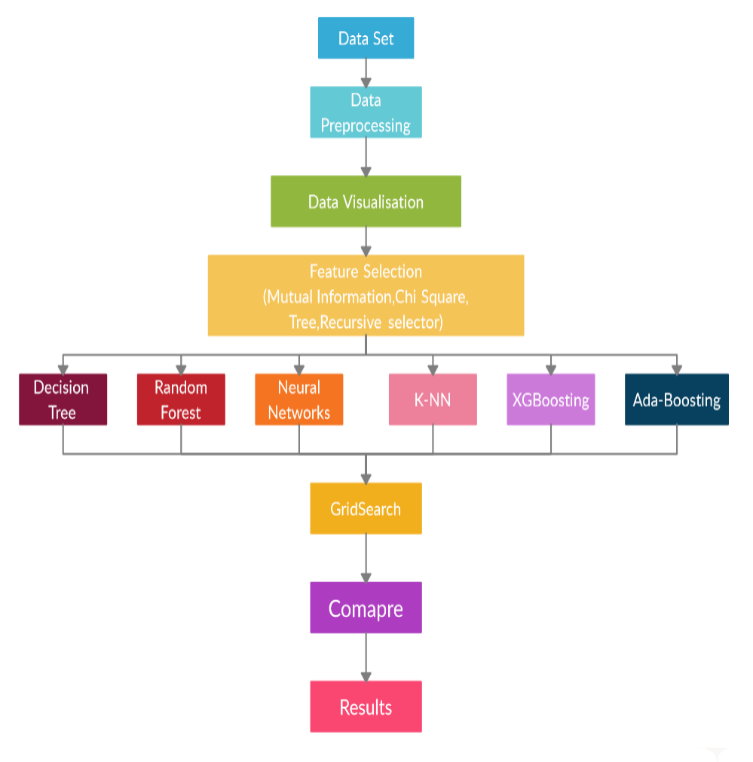 Data Set
Data
Preprocessing
Data Visualisation
Feature Selection
(Mutual Information,Chi Square,
Tree,Recursive selector)
Decision
Tree
Random
Forest
Neural
Networks
K-NN
XGBoosting
Ada-Boosting
GridSearch
Comapre
Results